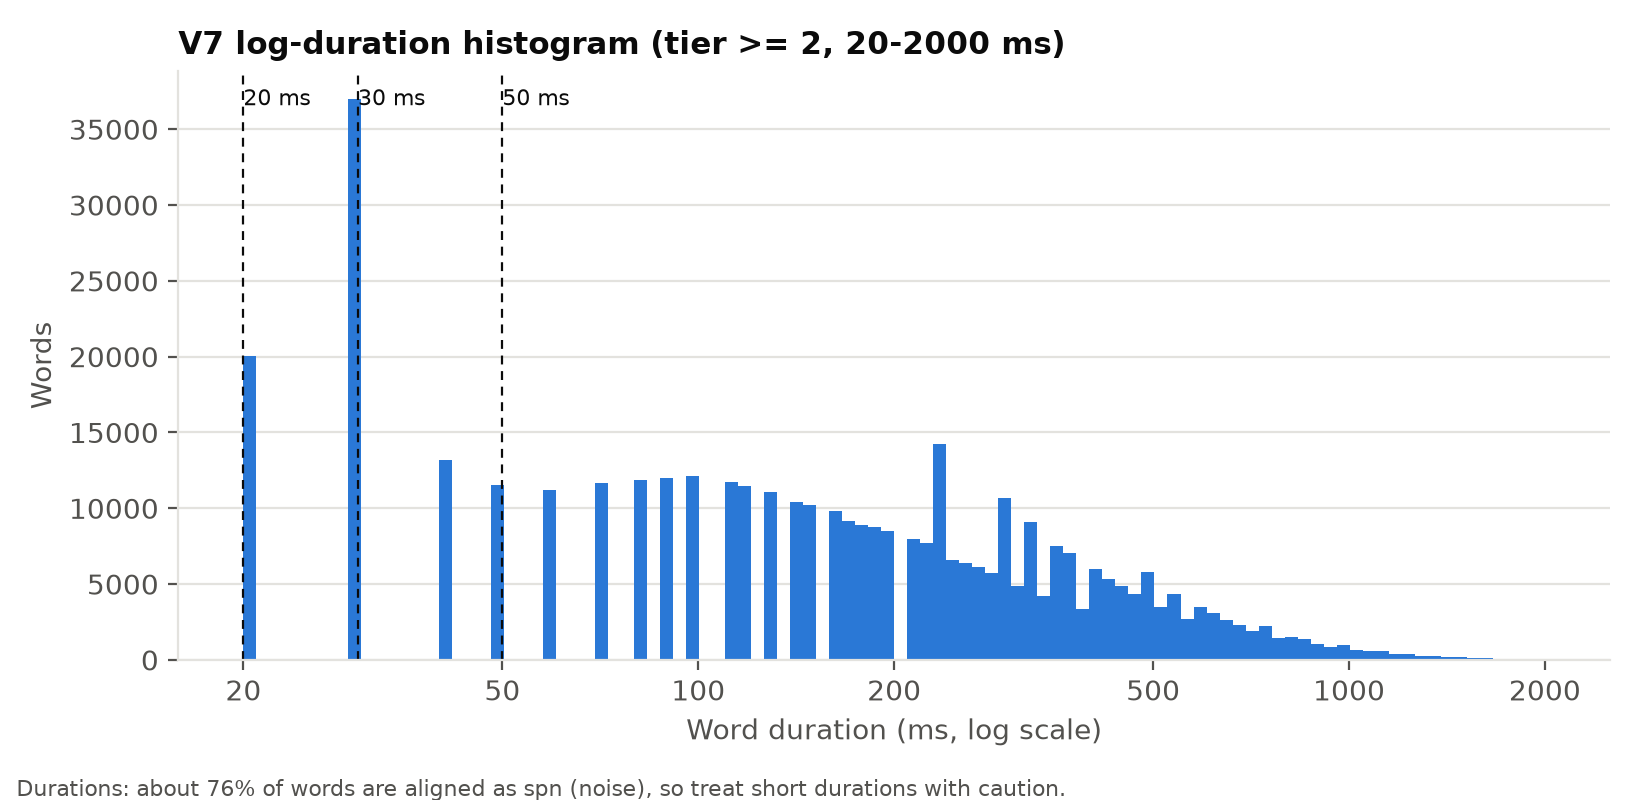 V7 log-duration histogram (tier >= 2, 20-2000 ms)
20 ms
30 ms
50 ms
35000
30000
25000
20000
15000
10000
5000
0
Words
20
50
100
200
500
1000
2000
Word duration (ms, log scale)
Durations: about 76% of words are aligned as spn (noise), so treat short durations with caution.